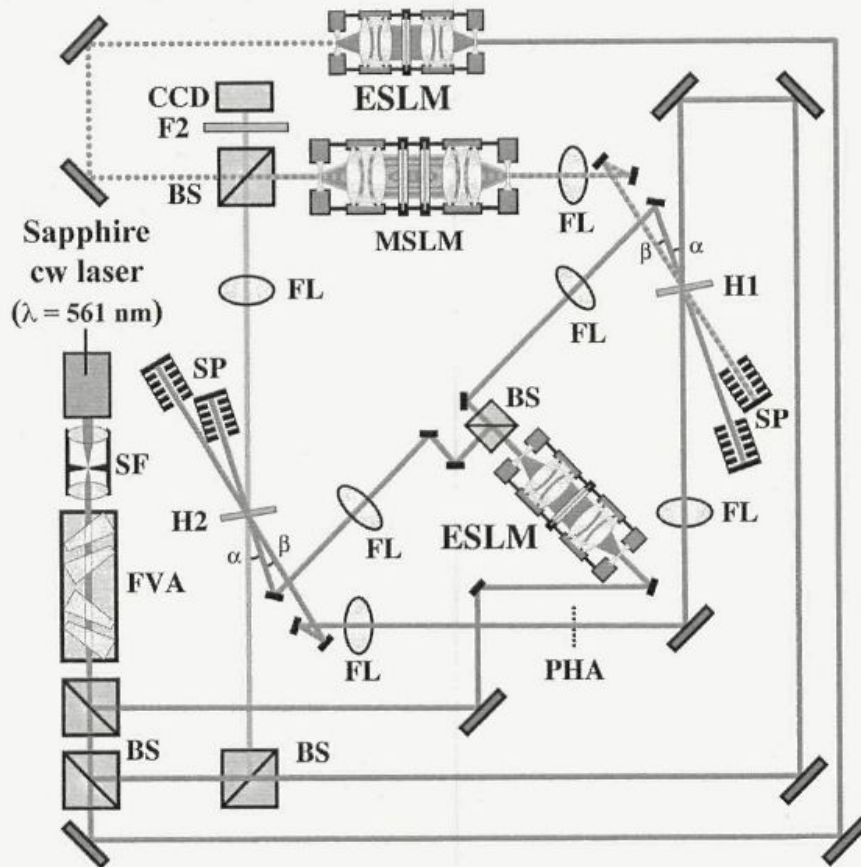 ESLM
CCD
F2
BS
MSLM
FL
Sapphire
cw laser
(λ = 561 nm)
FL
FL
β
α
H1
SP
BS
SP
SF
H2
α
β
FL
ESLM
FL
FVA
FL
PHA
BS
BS